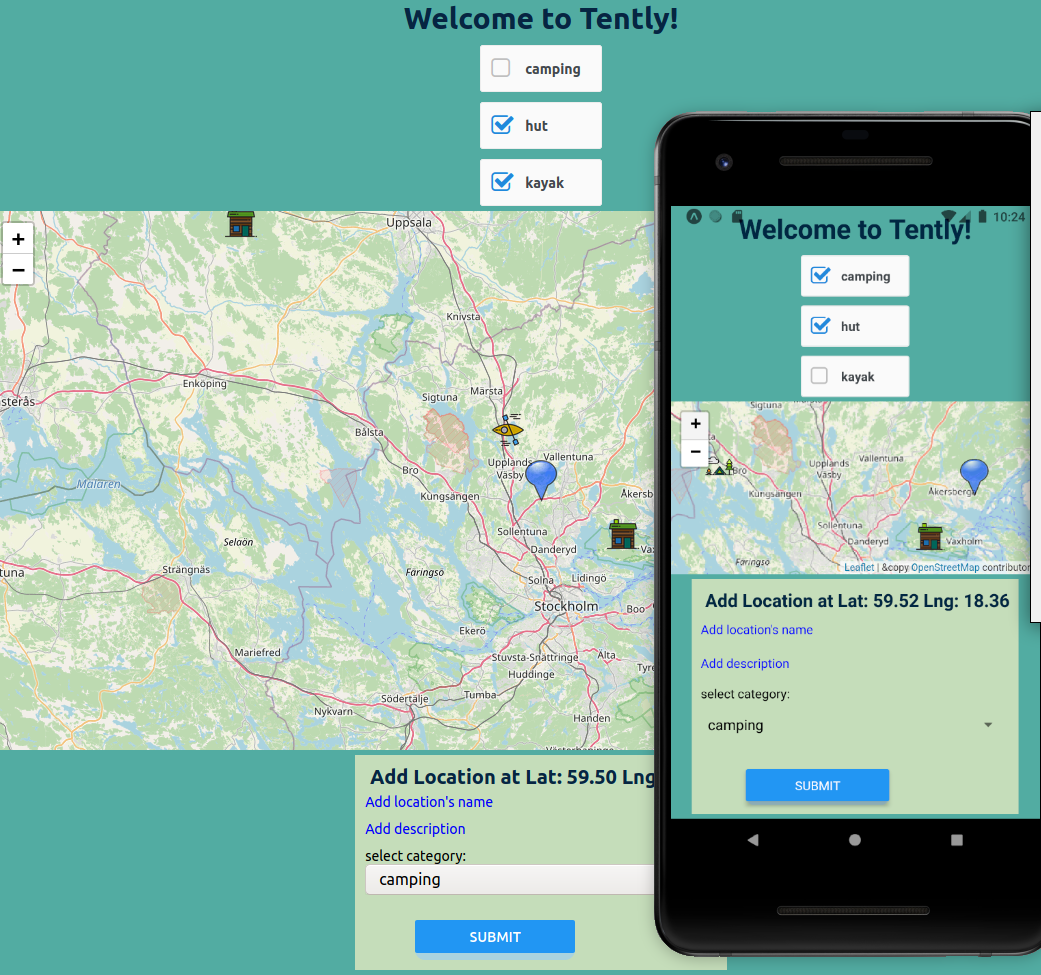 Welcome to Tently!
camping
hut
kayak
+
−
Uppsala
Knivsta
Enköping
Märsta
Sigtuna
sterås
Bålsta
Upplands
Väsby
Vallentuna
Bro
Mälaren
Kungsängen
Åkersb
Sollentuna
Selaön
Danderyd
Vax
tuna
Strängnäs
Färingsö
Solna
Lidingö
Stockholm
Boo
Ekerö
Mariefred
Stuvsta-Snättringe
Älta
Tyre
Huddinge
Södertälje
Tumba
Nykvarn
Handen
Västerhaninge
Add Location at Lat: 59.50 Lng
Add location's name
Add description
select category:
camping
SUBMIT
10:24
Welcome to Tently!
camping
hut
kayak
+
−
Sigtuna
ta
Bro
Upplands
Väsby
Vallentuna
Kungsängen
Åkersberg
Sollentuna
Danderyd
Vaxholm
Färingsö
Leaflet | &copy OpenStreetMap contributor
Add Location at Lat: 59.52 Lng: 18.36
Add location's name
Add description
select category:
camping
SUBMIT